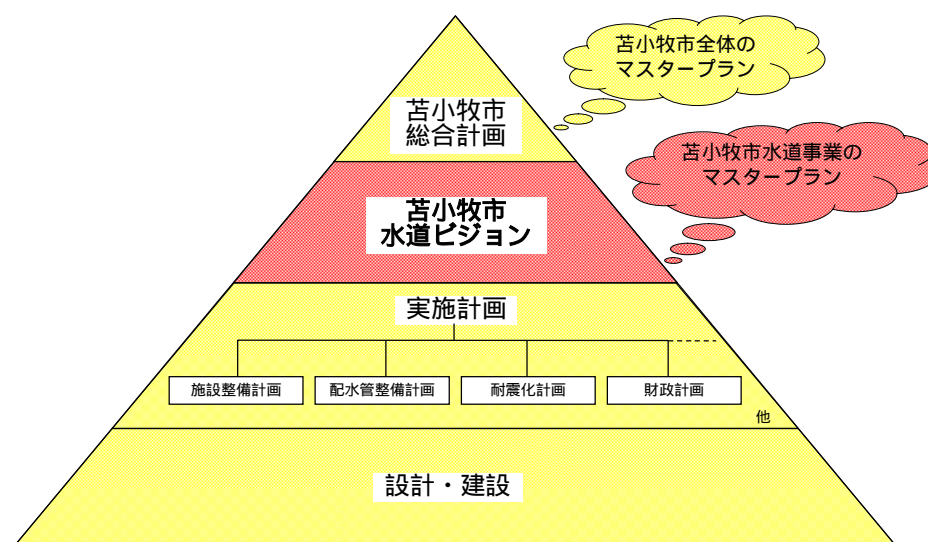 苫小牧市全体の
マスタープラン
苫小牧市
総合計画
苫小牧市水道事業の
マスタープラン
苫小牧市
水道ビジョン
実施計画
施設整備計画
配水管整備計画
耐震化計画
財政計画
他
設計・建設